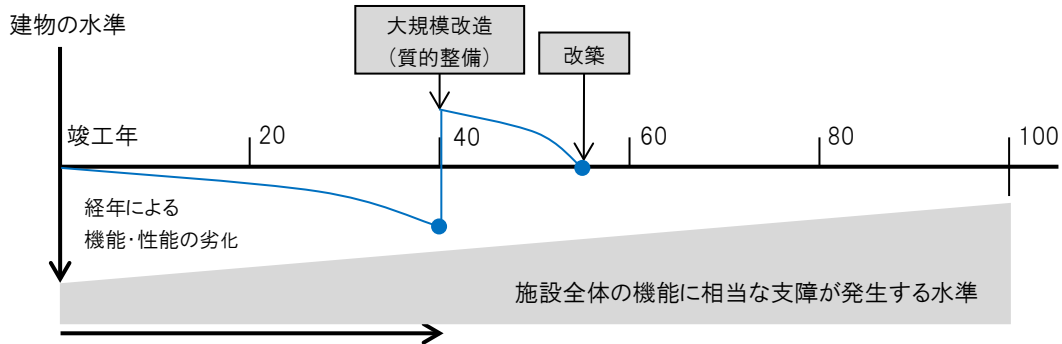 建物の水準
大規模改造
（質的整備）
改築
竣工年
20
40
60
80
100
経年による
機能・性能の劣化
施設全体の機能に相当な支障が発生する水準